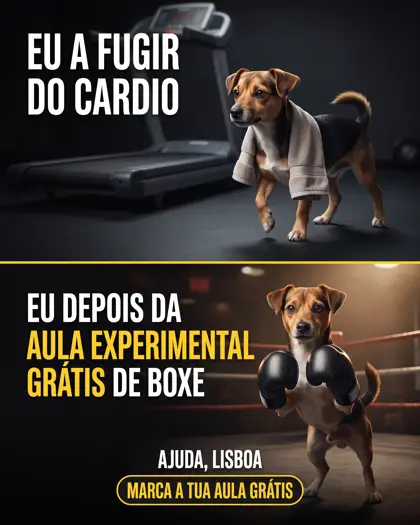 EU A FUGIR
DO CARDIO
EU DEPOIS DA
AULA EXPERIMENTAL
GRÁTIS DE BOXE
AJUDA, LISBOA
MARCA A TUA AULA GRÁTIS